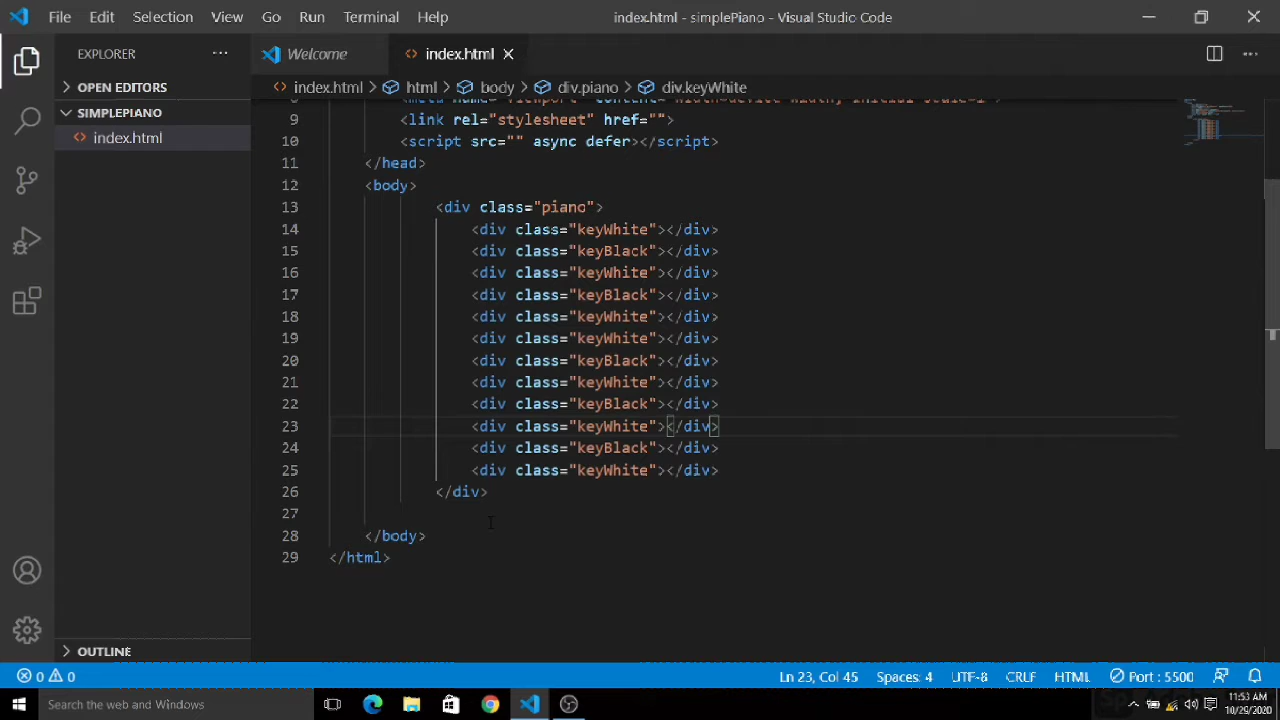 File Edit Selection View Go Run Terminal Help
index.html - simplePiano - Visual Studio Code
EXPLORER
Welcome
index.html
OPEN EDITORS
index.html > html > body > div.piano > div.keyWhite
SIMPLEPIANO
index.html
9 <link rel="stylesheet" href="">
10 <script src="" async defer></script>
11 </head>
12 <body>
13 <div class="piano">
14 <div class="keyWhite"></div>
15 <div class="keyBlack"></div>
16 <div class="keyWhite"></div>
17 <div class="keyBlack"></div>
18 <div class="keyWhite"></div>
19 <div class="keyWhite"></div>
20 <div class="keyBlack"></div>
21 <div class="keyWhite"></div>
22 <div class="keyBlack"></div>
23 <div class="keyWhite"></div>
24 <div class="keyBlack"></div>
25 <div class="keyWhite"></div>
26 </div>
27
28 </body>
29 </html>
OUTLINE
0 0
Ln 23, Col 45 Spaces: 4 UTF-8 CRLF HTML Port : 5500
Search the web and Windows
11:53 AM
10/29/2020